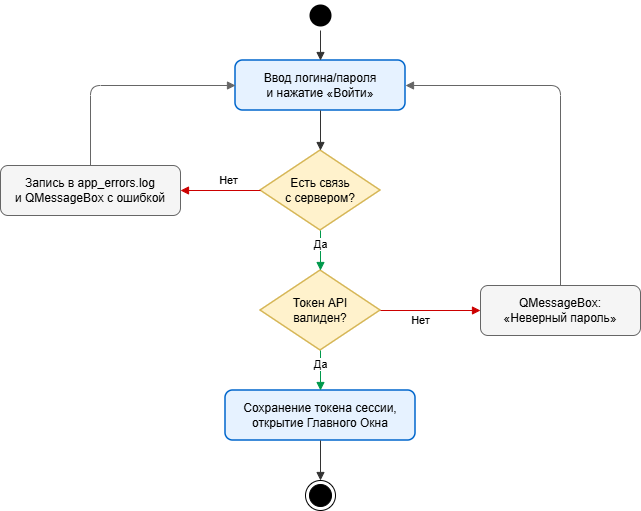 Ввод логина/пароля
и нажатие «Войти»
Есть связь
с сервером?
Нет
Запись в app_errors.log
и QMessageBox с ошибкой
Да
Токен API
валиден?
Нет
QMessageBox:
«Неверный пароль»
Да
Сохранение токена сессии,
открытие Главного Окна